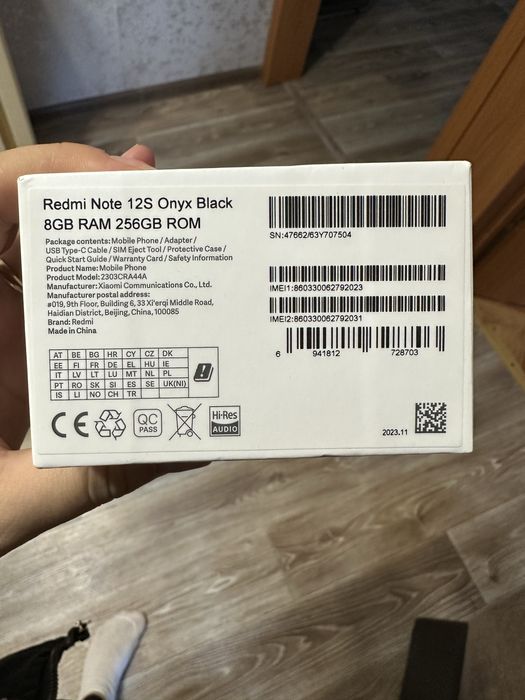 Redmi Note 12S Onyx Black
8GB RAM 256GB ROM
Package contents: Mobile Phone / Adapter /
USB Type-C Cable / SIM Eject Tool / Protective Case /
Quick Start Guide / Warranty Card / Safety Information
Product Name: Mobile Phone
Model: 2303CRA44A
Manufacturer: Xiaomi Communications Co., Ltd.
Manufacturer postal address:
#019, 9th Floor, Building 6, 33 Xi'erqi Middle Road,
Haidian District, Beijing, China, 100085
Brand: Redmi
Made in China
AT BE BG HR CY CZ DK
EE FI FR DE EL HU IE
IT LV LT LU MT NL PL
PT RO SK SI ES SE UK(NI)
IS LI NO CH TR
CE
QC
PASS
Hi-Res
AUDIO
SN:47662/63Y707504
IMEI1:860330062792023
IMEI2:860330062792031
6 941812 728703
2023.11